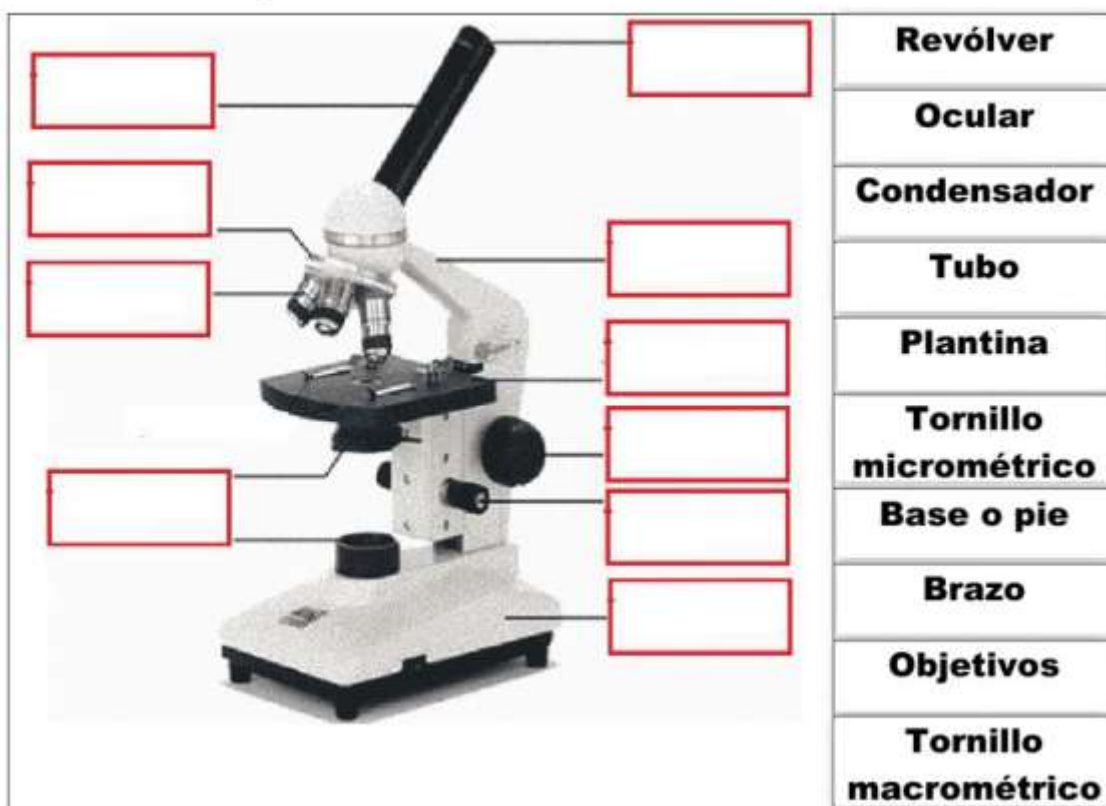 Revólver
Ocular
Condensador
Tubo
Plantina
Tornillo
micrométrico
Base o pie
Brazo
Objetivos
Tornillo
macrométrico